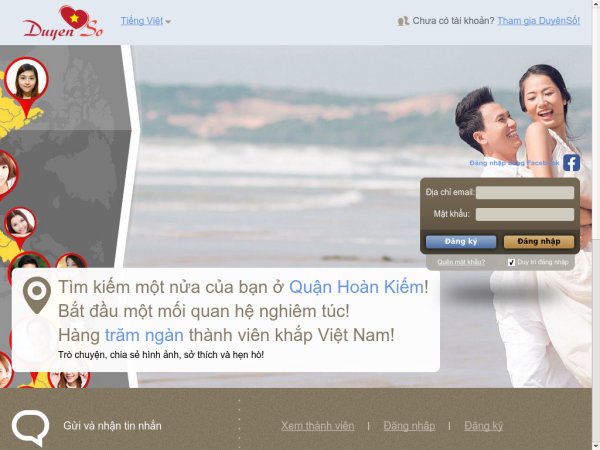 Duyên Số
Tiếng Việt
Chưa có tài khoản? Tham gia DuyênSố!
Đăng nhập bằng Facebook
Địa chỉ email:
Mật khẩu:
Đăng ký
Đăng nhập
Quên mật khẩu?
Duy trì đăng nhập
Tìm kiếm một nửa của bạn ở Quận Hoàn Kiếm!
Bắt đầu một mối quan hệ nghiêm túc!
Hàng trăm ngàn thành viên khắp Việt Nam!
Trò chuyện, chia sẻ hình ảnh, sở thích và hẹn hò!
Gửi và nhận tin nhắn
Xem thành viên | Đăng nhập | Đăng ký